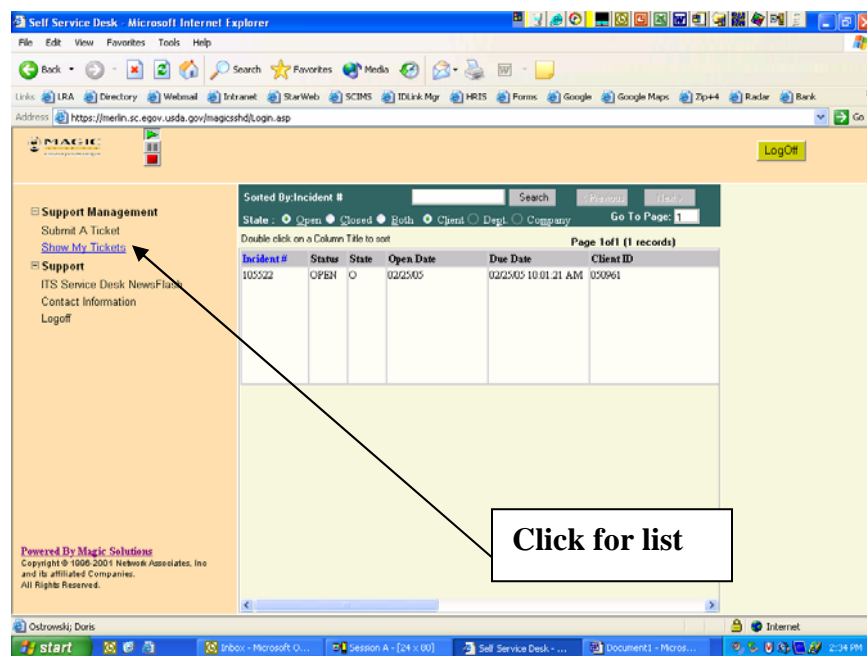 Self Service Desk - Microsoft Internet Explorer
File Edit View Favorites Tools Help
Back Search Favorites Media
Links LRA Directory Webmail Intranet StarWeb SCIMS IDLink Mgr HRIS Forms Google Google Maps Zip+4 Radar Bank
Address https://merlin.sc.egov.usda.gov/magicsshd/Login.asp Go
MAGIC
LogOff
Support Management
Submit A Ticket
Show My Tickets
Support
ITS Service Desk NewsFlash
Contact Information
Logoff
Sorted By:Incident # Search < Previous Next >
State : Open Closed Both Client Dept. Company Go To Page: 1
Double click on a Column Title to sort Page 1of1 (1 records)
Incident # Status State Open Date Due Date Client ID
105522 OPEN O 02/25/05 02/25/05 10:01:21 AM 050961
Click for list
Powered By Magic Solutions
Copyright © 1996-2001 Network Associates, Inc
and its affiliated Companies.
All Rights Reserved.
Ostrowski; Doris Internet
start Inbox - Microsoft O... Session A - [24 x 80] Self Service Desk - ... Document1 - Micros... 2:34 PM